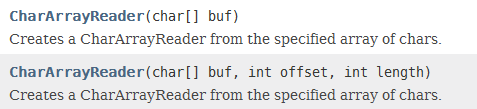 CharArrayReader(char[] buf)
Creates a CharArrayReader from the specified array of chars.
CharArrayReader(char[] buf, int offset, int length)
Creates a CharArrayReader from the specified array of chars.